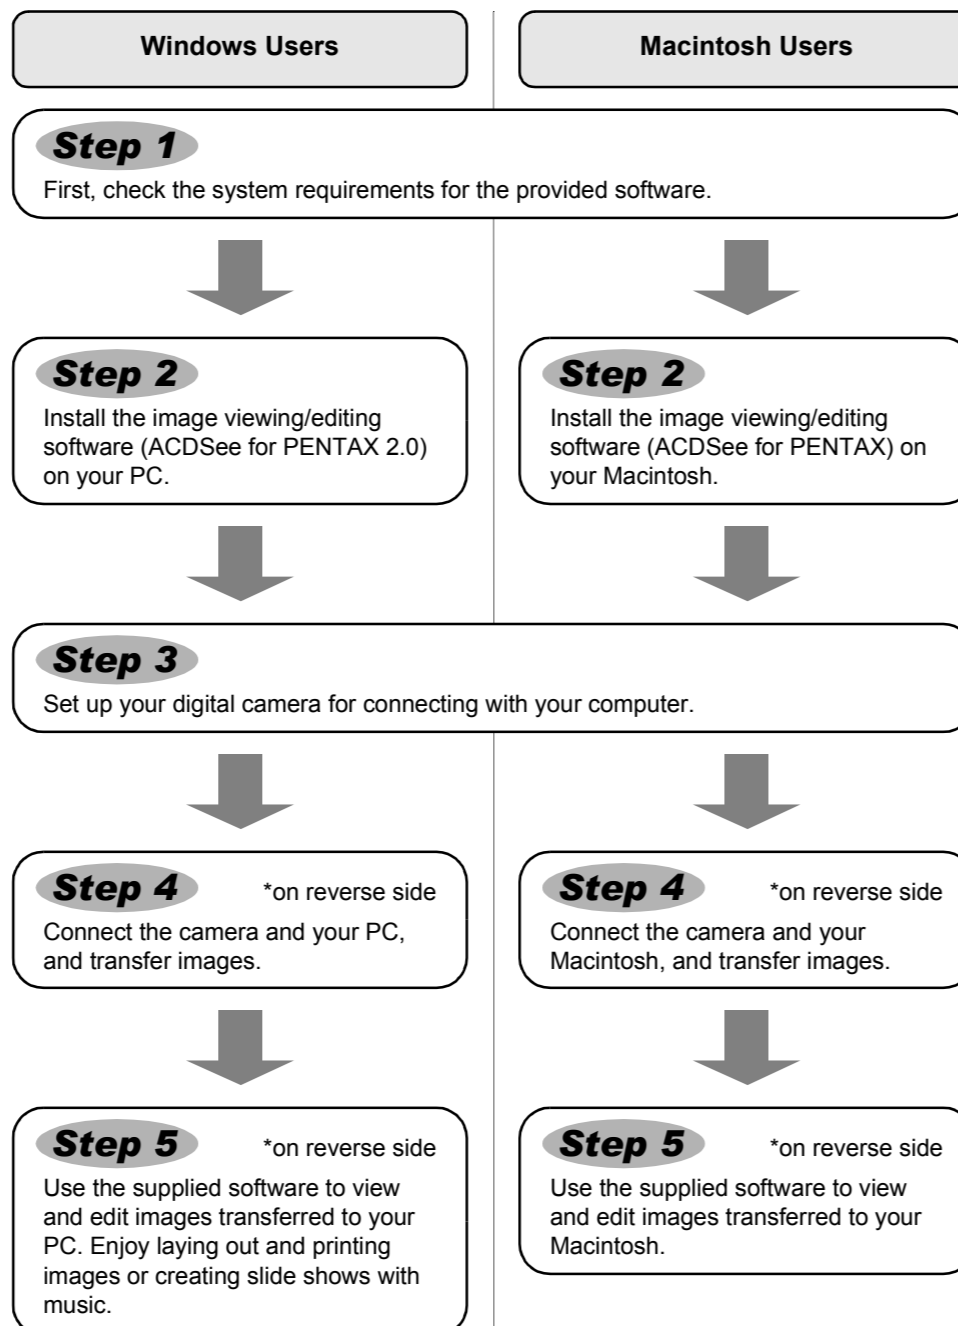 Windows Users
Macintosh Users
Step 1
First, check the system requirements for the provided software.
Step 2
Install the image viewing/editing
software (ACDSee for PENTAX 2.0)
on your PC.
Step 2
Install the image viewing/editing
software (ACDSee for PENTAX) on
your Macintosh.
Step 3
Set up your digital camera for connecting with your computer.
Step 4 *on reverse side
Connect the camera and your PC,
and transfer images.
Step 4 *on reverse side
Connect the camera and your
Macintosh, and transfer images.
Step 5 *on reverse side
Use the supplied software to view
and edit images transferred to your
PC. Enjoy laying out and printing
images or creating slide shows with
music.
Step 5 *on reverse side
Use the supplied software to view
and edit images transferred to your
Macintosh.